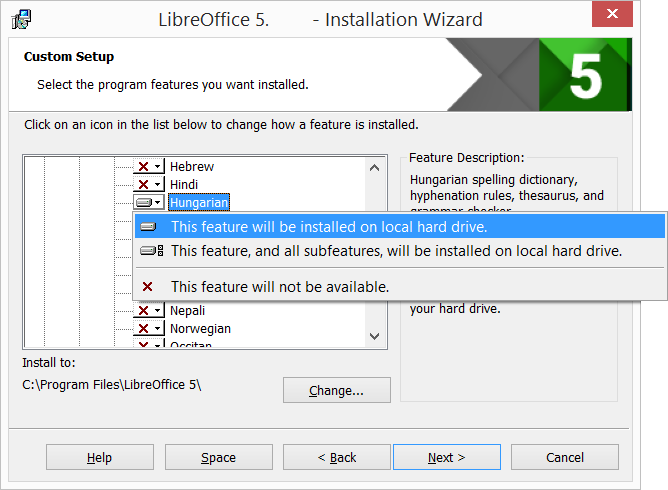 LibreOffice 5. - Installation Wizard
Custom Setup
Select the program features you want installed.
5
Click on an icon in the list below to change how a feature is installed.
Hebrew
Hindi
Hungarian
Feature Description:
Hungarian spelling dictionary,
hyphenation rules, thesaurus, and
grammar checker.
This feature will be installed on local hard drive.
This feature, and all subfeatures, will be installed on local hard drive.
This feature will not be available.
your hard drive.
Nepali
Norwegian
Occitan
Install to:
C:\Program Files\LibreOffice 5\
Change...
Help
Space
< Back
Next >
Cancel